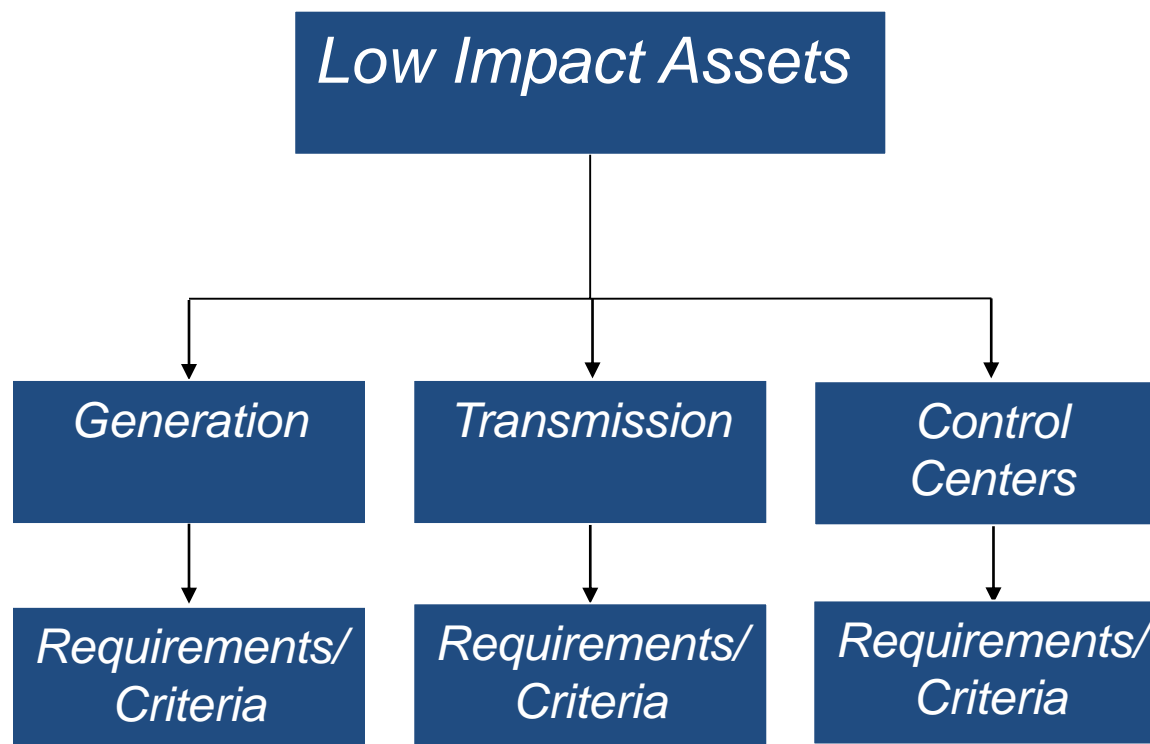 Low Impact Assets
Generation
Transmission
Control
Centers
Requirements/
Criteria
Requirements/
Criteria
Requirements/
Criteria